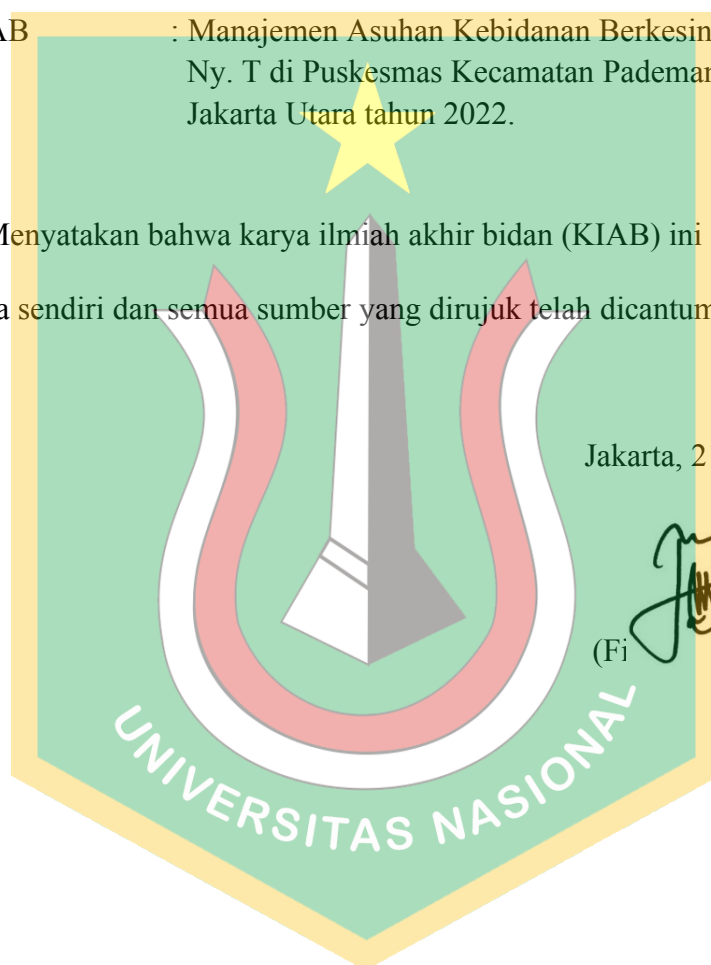 AB : Manajemen Asuhan Kebidanan Berkesin
Ny. T di Puskesmas Kecamatan Pademan
Jakarta Utara tahun 2022.
Menyatakan bahwa karya ilmiah akhir bidan (KIAB) ini
a sendiri dan semua sumber yang dirujuk telah dicantum
Jakarta, 2
(Fi
UNIVERSITAS NASIONAL